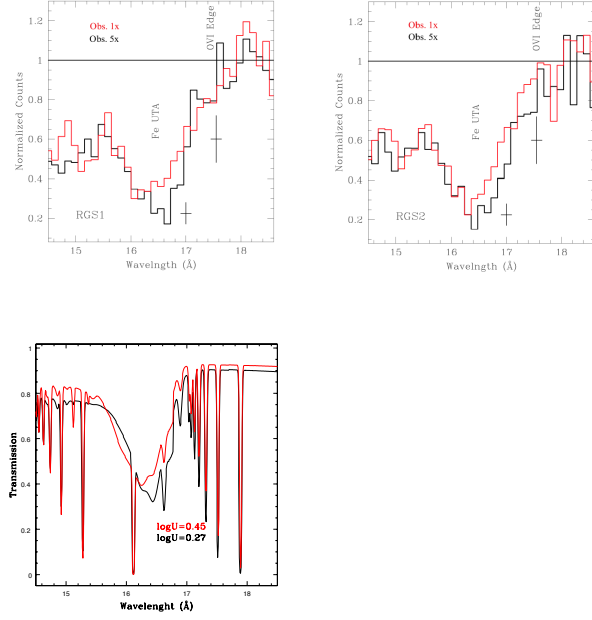 Obs. 1x
Obs. 5x
OVI Edge
Fe UTA
RGS1
Normalized Counts
1.2
1
0.8
0.6
0.4
0.2
15
16
17
18
Wavelngth (Å)
Obs. 1x
Obs. 5x
OVI Edge
Fe UTA
RGS2
Normalized Counts
1.2
1
0.8
0.6
0.4
0.2
15
16
17
18
Wavelength (Å)
Transmission
1
0.8
0.6
0.4
0.2
0
logU=0.45
logU=0.27
15
16
17
18
Wavelenght (Å)